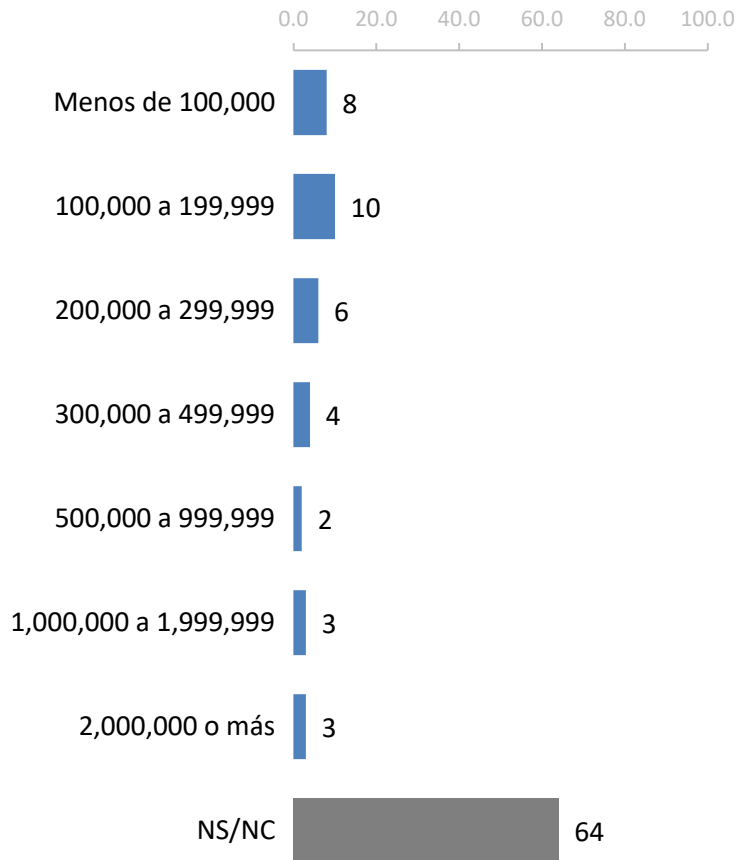 0.0 20.0 40.0 60.0 80.0 100.0
Menos de 100,000 8
100,000 a 199,999 10
200,000 a 299,999 6
300,000 a 499,999 4
500,000 a 999,999 2
1,000,000 a 1,999,999 3
2,000,000 o más 3
NS/NC 64